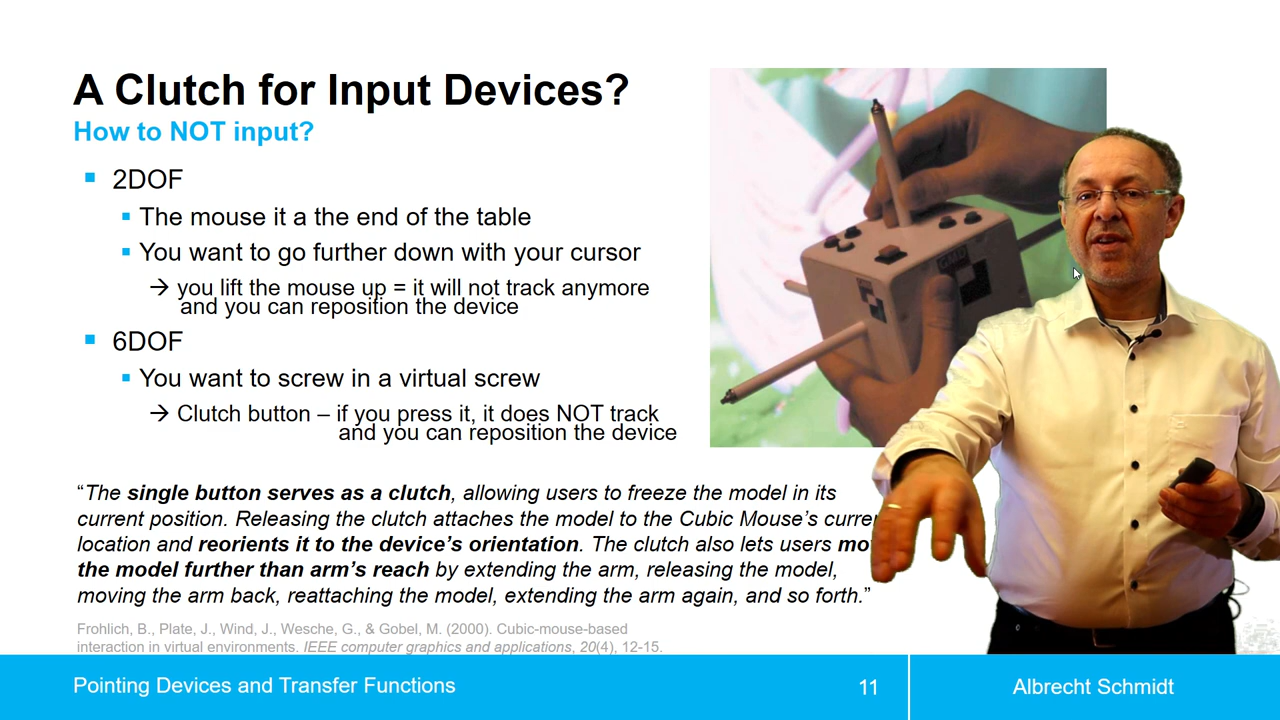 A Clutch for Input Devices?
How to NOT input?
2DOF
The mouse it a the end of the table
You want to go further down with your cursor
→ you lift the mouse up = it will not track anymore
and you can reposition the device
6DOF
You want to screw in a virtual screw
→ Clutch button – if you press it, it does NOT track
and you can reposition the device
“The single button serves as a clutch, allowing users to freeze the model in its
current position. Releasing the clutch attaches the model to the Cubic Mouse’s
location and reorients it to the device’s orientation. The clutch also lets users
the model further than arm’s reach by extending the arm, releasing the model,
moving the arm back, reattaching the model, extending the arm again, and so forth.”
Frohlich, B., Plate, J., Wind, J., Wesche, G., & Gobel, M. (2000). Cubic-mouse-based
interaction in virtual environments. IEEE computer graphics and applications, 20(4), 12-15.
Pointing Devices and Transfer Functions
11
Albrecht Schmidt